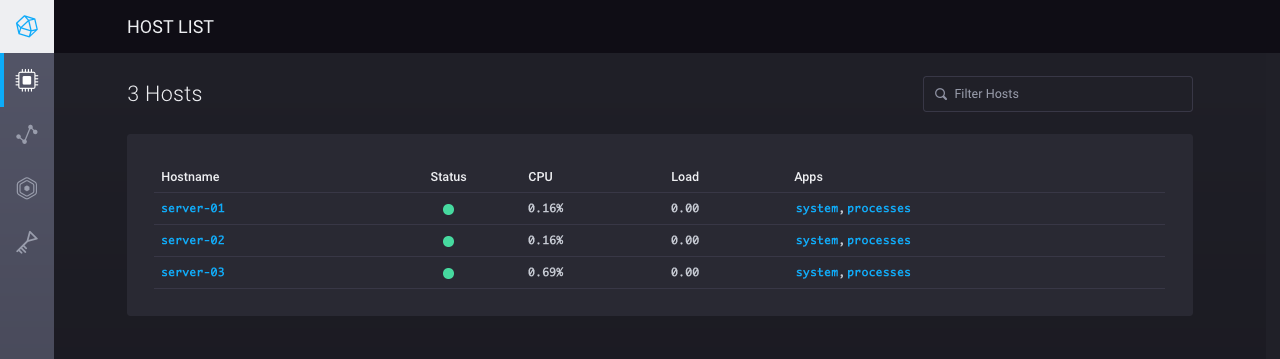 HOST LIST
3 Hosts
Filter Hosts
Hostname Status CPU Load Apps
server-01 0.16% 0.00 system, processes
server-02 0.16% 0.00 system, processes
server-03 0.69% 0.00 system, processes